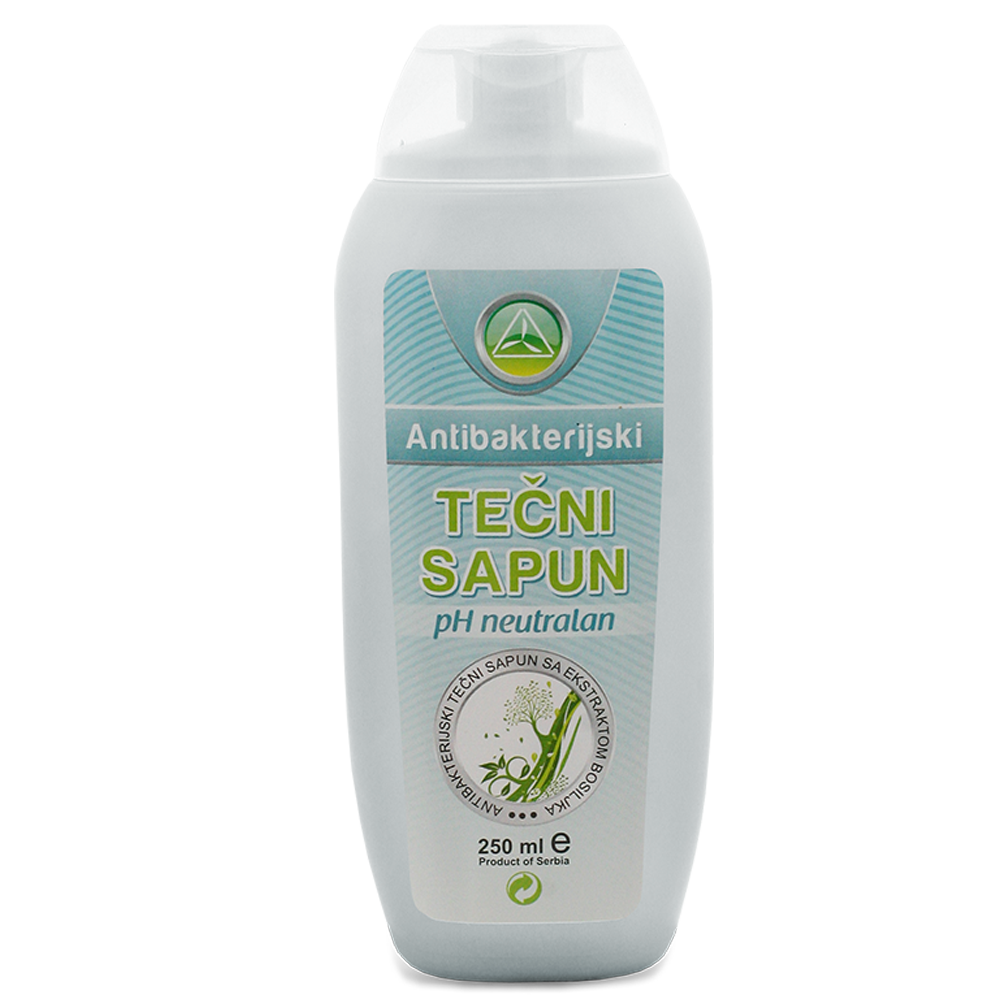 Antibakterijski
TEČNI
SAPUN
pH neutralan
ANTIBAKTERIJSKI TEČNI SAPUN SA EKSTRAKTOM BOSILJKA
250 ml e
Product of Serbia